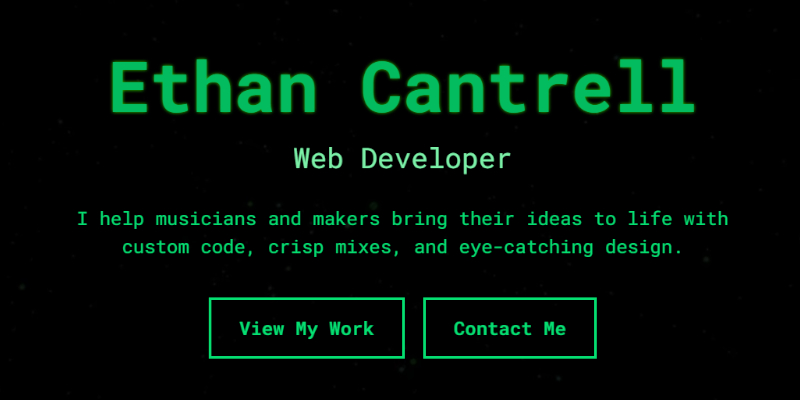 Ethan Cantrell
Web Developer
I help musicians and makers bring their ideas to life with
custom code, crisp mixes, and eye-catching design.
View My Work
Contact Me